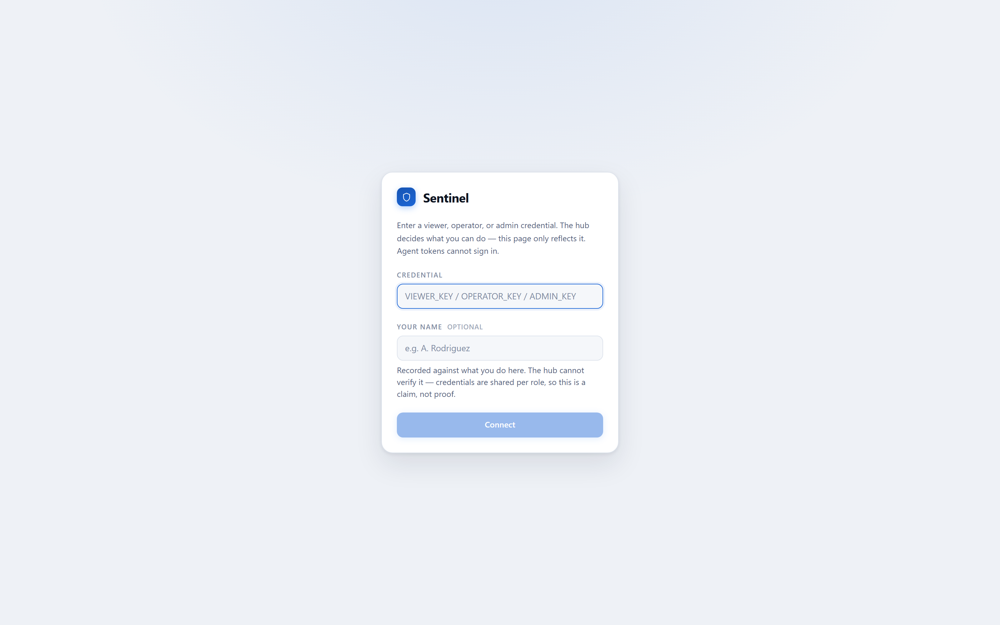 Sentinel
Enter a viewer, operator, or admin credential. The hub
decides what you can do — this page only reflects it.
Agent tokens cannot sign in.
CREDENTIAL
VIEWER_KEY / OPERATOR_KEY / ADMIN_KEY
YOUR NAME OPTIONAL
e.g. A. Rodriguez
Recorded against what you do here. The hub cannot
verify it — credentials are shared per role, so this is a
claim, not proof.
Connect